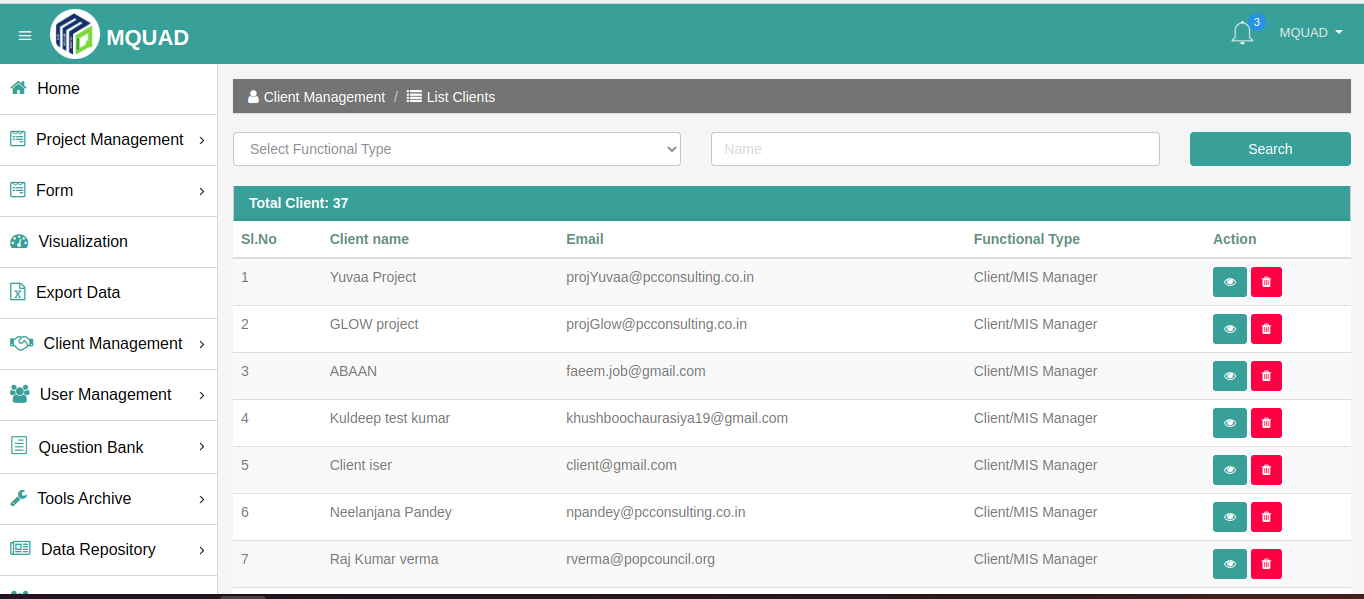 MQUAD
3
MQUAD
Home
Project Management
Form
Visualization
Export Data
Client Management
User Management
Question Bank
Tools Archive
Data Repository
Client Management / List Clients
Select Functional Type
Name
Search
Total Client: 37
Sl.No Client name Email Functional Type Action
1 Yuvaa Project projYuvaa@pcconsulting.co.in Client/MIS Manager
2 GLOW project projGlow@pcconsulting.co.in Client/MIS Manager
3 ABAAN faeem.job@gmail.com Client/MIS Manager
4 Kuldeep test kumar khushboochaurasiya19@gmail.com Client/MIS Manager
5 Client iser client@gmail.com Client/MIS Manager
6 Neelanjana Pandey npandey@pcconsulting.co.in Client/MIS Manager
7 Raj Kumar verma rverma@popcouncil.org Client/MIS Manager